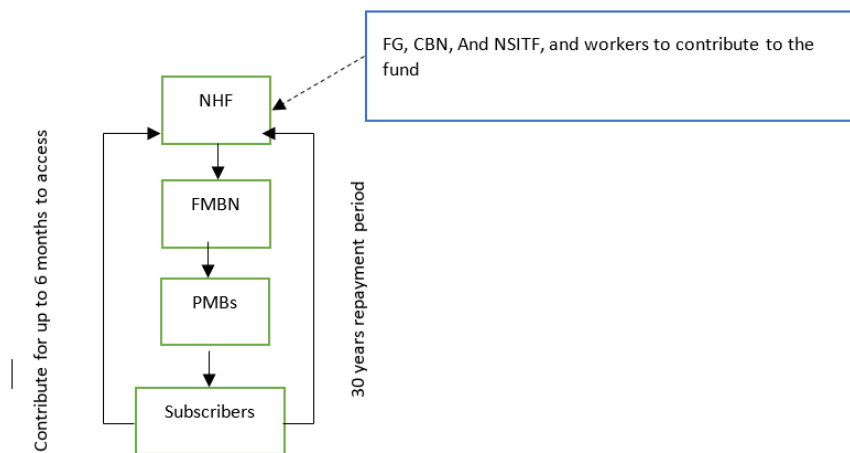 FG, CBN, And NSITF, and workers to contribute to the
fund
NHF
FMBN
PMBs
Subscribers
Contribute for up to 6 months to access
30 years repayment period